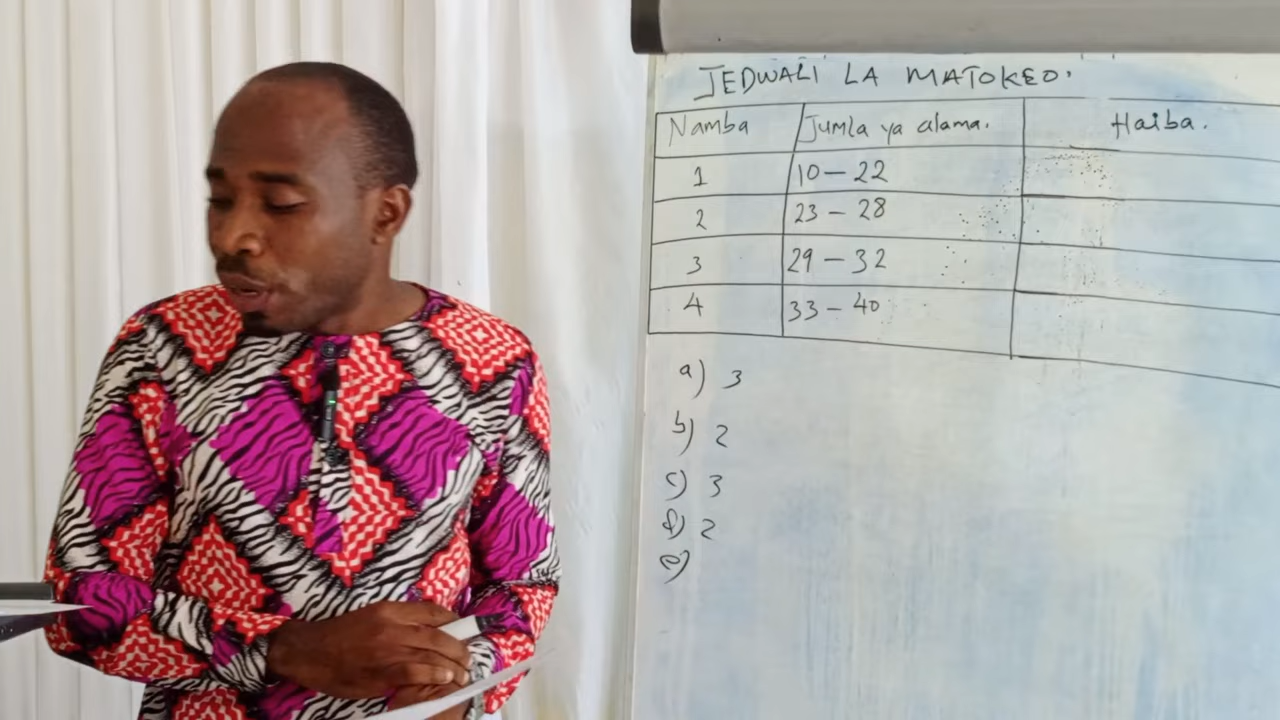 JEDWALI LA MATOKEO.
Namba Jumla ya alama. Haiba.
1 10 – 22
2 23 – 28
3 29 – 32
4 33 – 40
a) 3
b) 2
c) 3
d) 2
e)